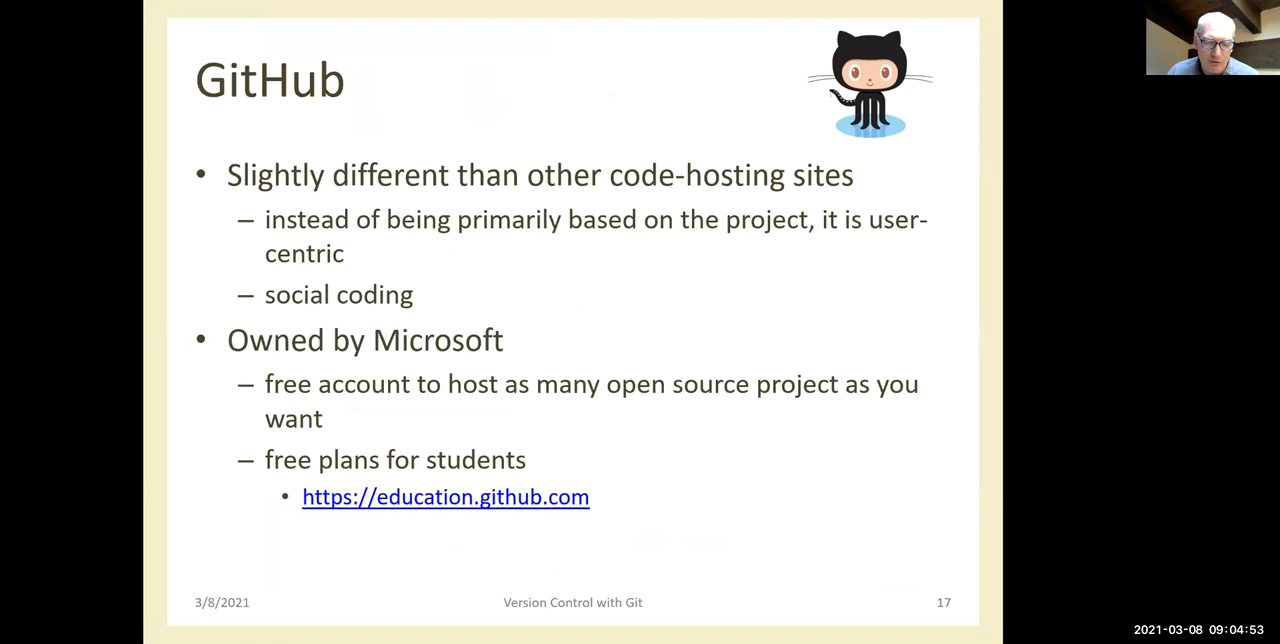 GitHub
• Slightly different than other code-hosting sites
– instead of being primarily based on the project, it is user-
centric
– social coding
• Owned by Microsoft
– free account to host as many open source project as you
want
– free plans for students
• https://education.github.com
3/8/2021
Version Control with Git
17
2021-03-08 09:04:53